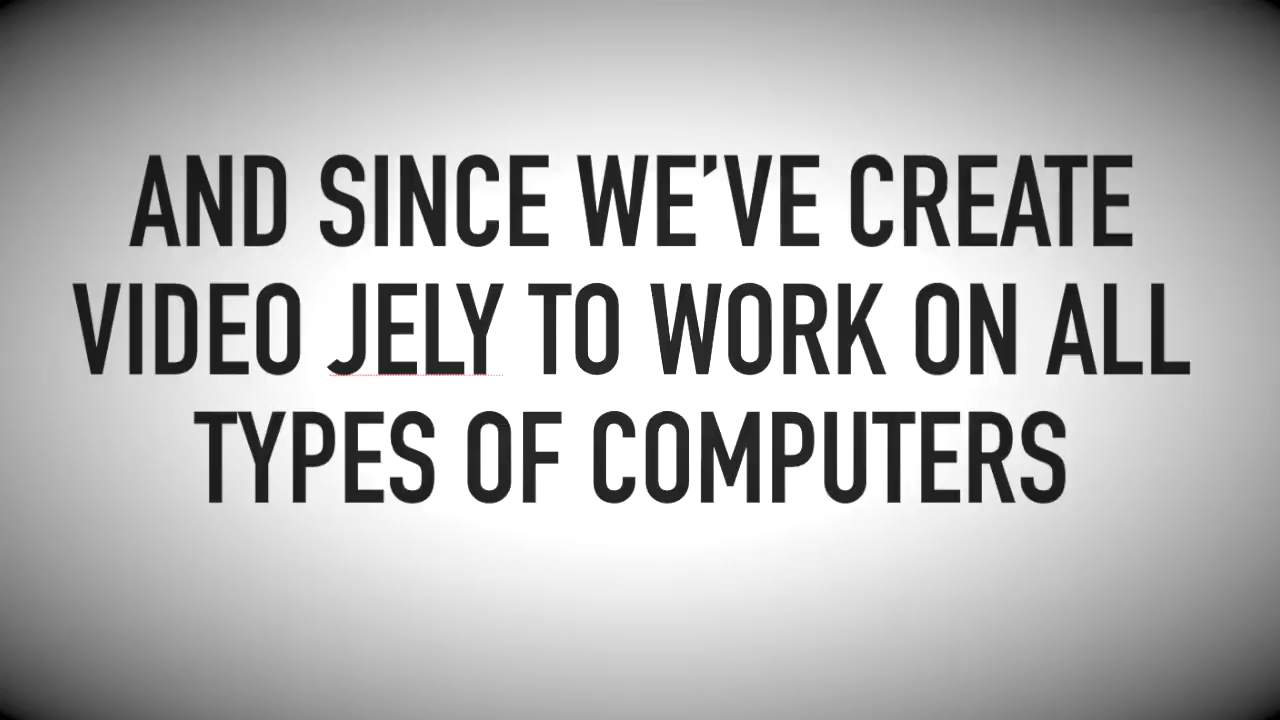 AND SINCE WE’VE CREATE
VIDEO JELY TO WORK ON ALL
TYPES OF COMPUTERS